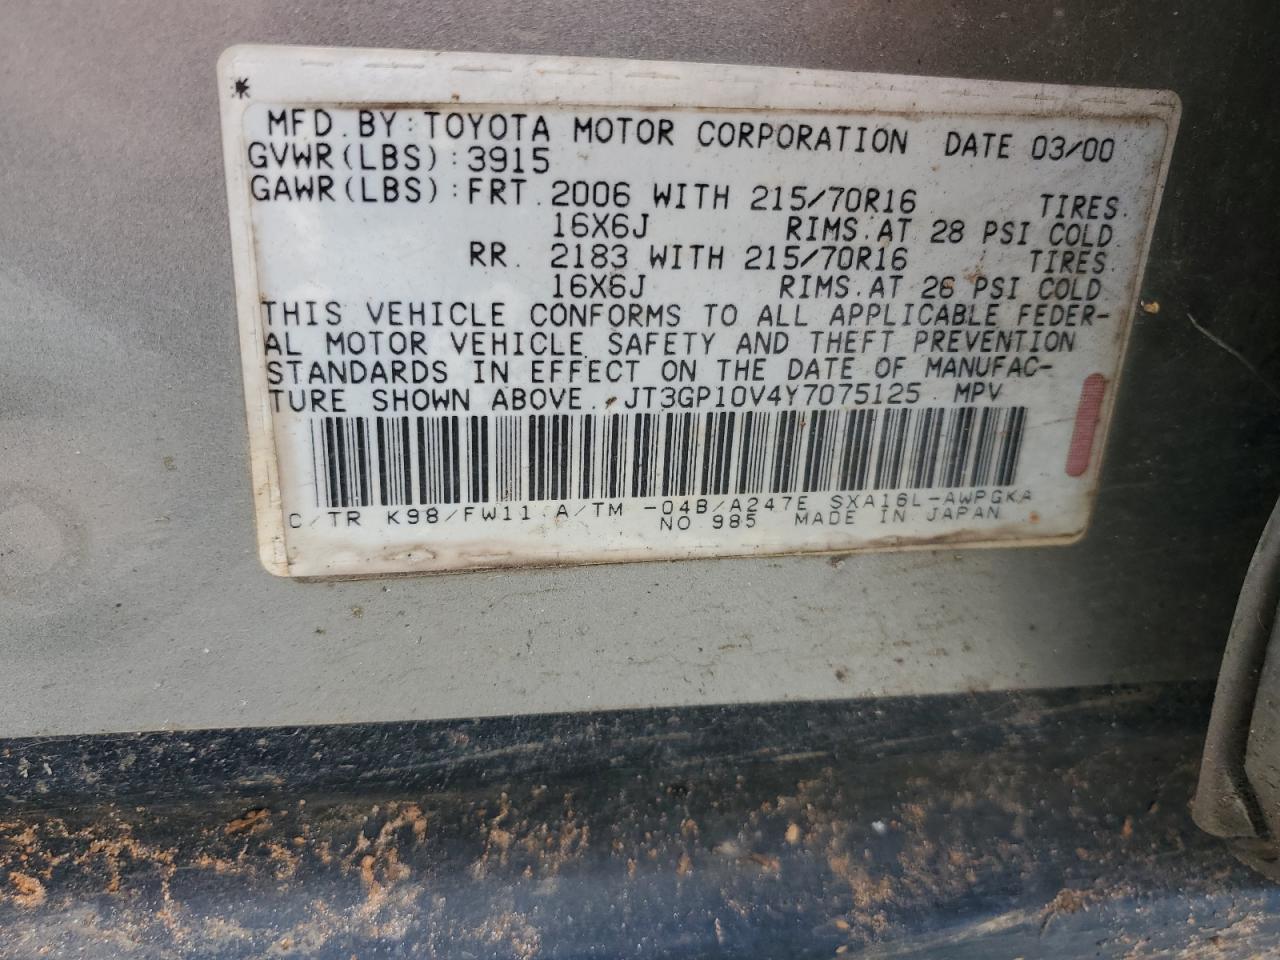 *
MFD. BY: TOYOTA MOTOR CORPORATION DATE 03/00
GVWR(LBS): 3915
GAWR(LBS): FRT. 2006 WITH 215/70R16 TIRES.
16X6J RIMS. AT 28 PSI COLD
RR. 2183 WITH 215/70R16 TIRES.
16X6J RIMS. AT 26 PSI COLD
THIS VEHICLE CONFORMS TO ALL APPLICABLE FEDER-
AL MOTOR VEHICLE SAFETY AND THEFT PREVENTION
STANDARDS IN EFFECT ON THE DATE OF MANUFAC-
TURE SHOWN ABOVE. JT3GP10V4Y7075125 MPV
C/TR K98/FW11 A/TM -04B/A247E SXA16L-AWPGKA
NO 985 MADE IN JAPAN